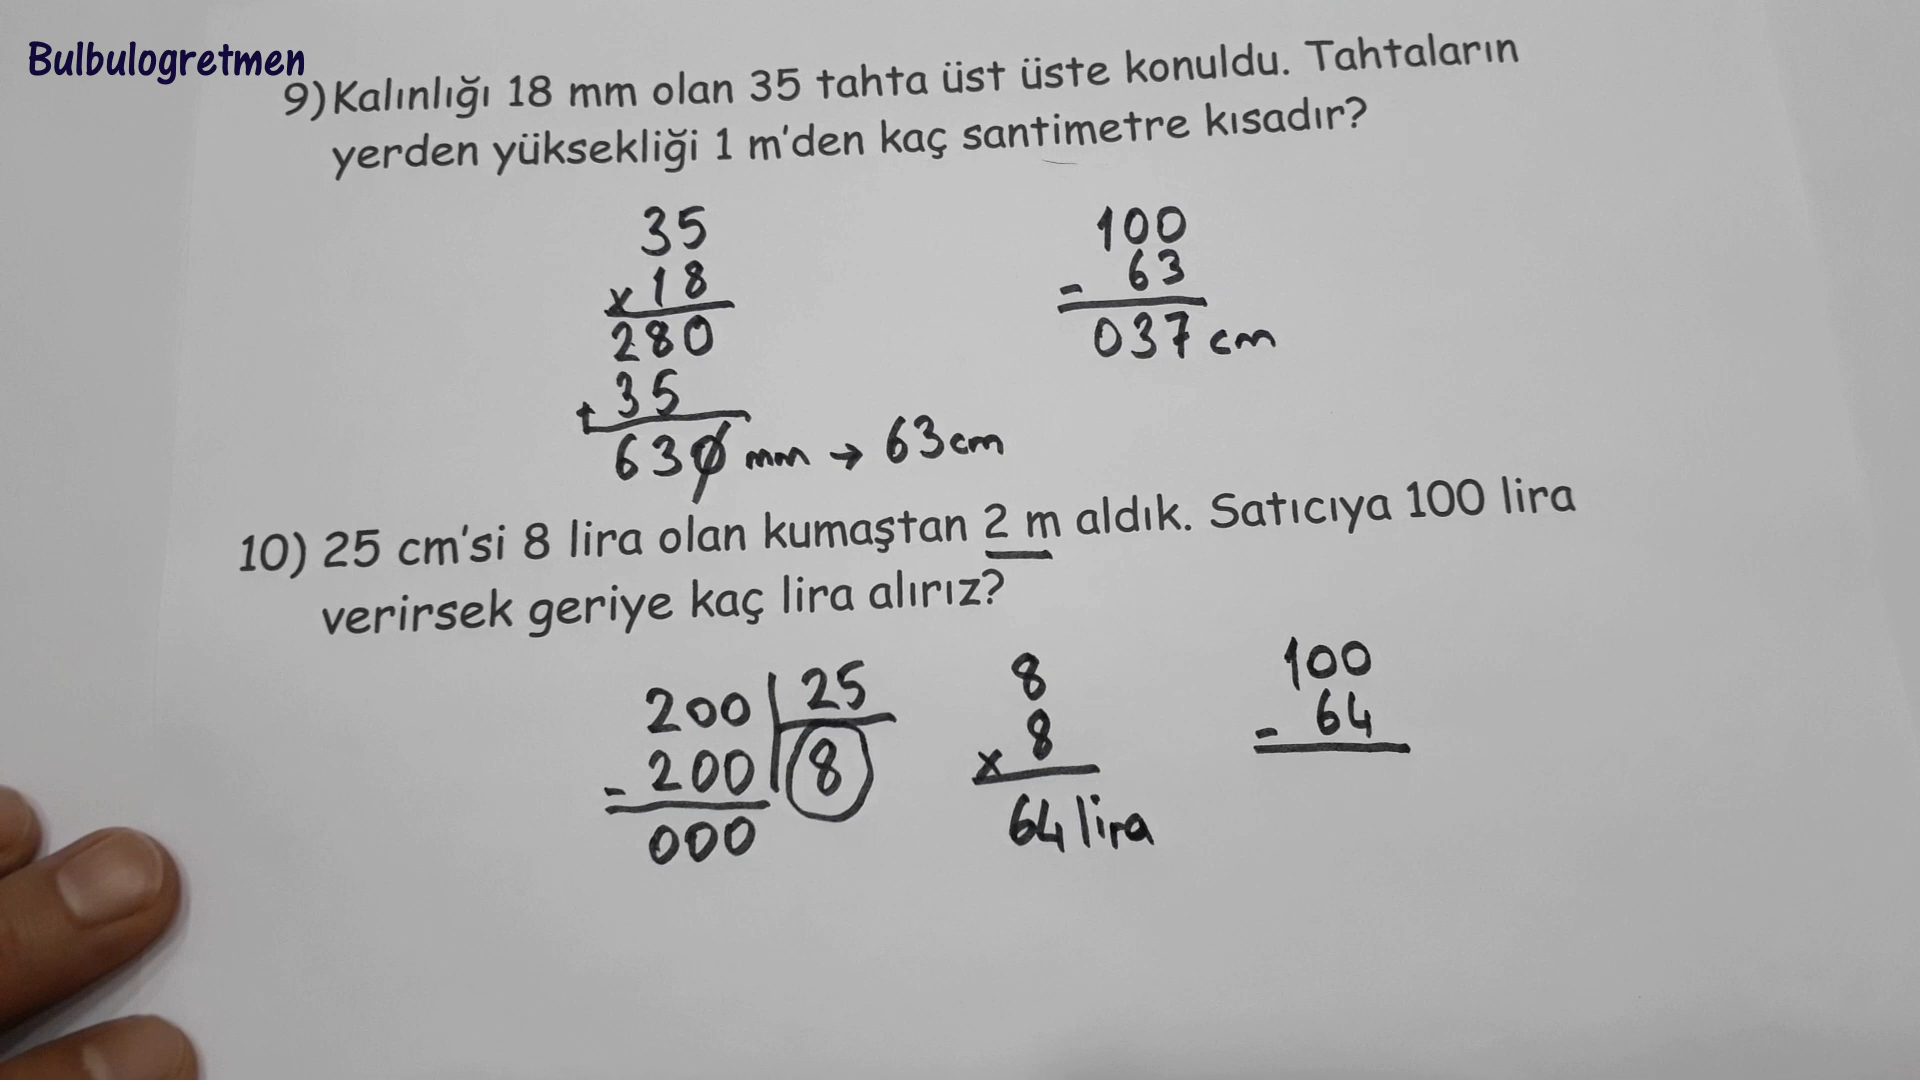 Bulbulogretmen
9) Kalınlığı 18 mm olan 35 tahta üst üste konuldu. Tahtaların
yerden yüksekliği 1 m'den kaç santimetre kısadır?
35
x 18
280
+ 35
630 mm → 63 cm
100
- 63
037 cm
10) 25 cm'si 8 lira olan kumaştan 2 m aldık. Satıcıya 100 lira
verirsek geriye kaç lira alırız?
200 | 25
- 200 | 8
000
8
x 8
64 lira
100
- 64